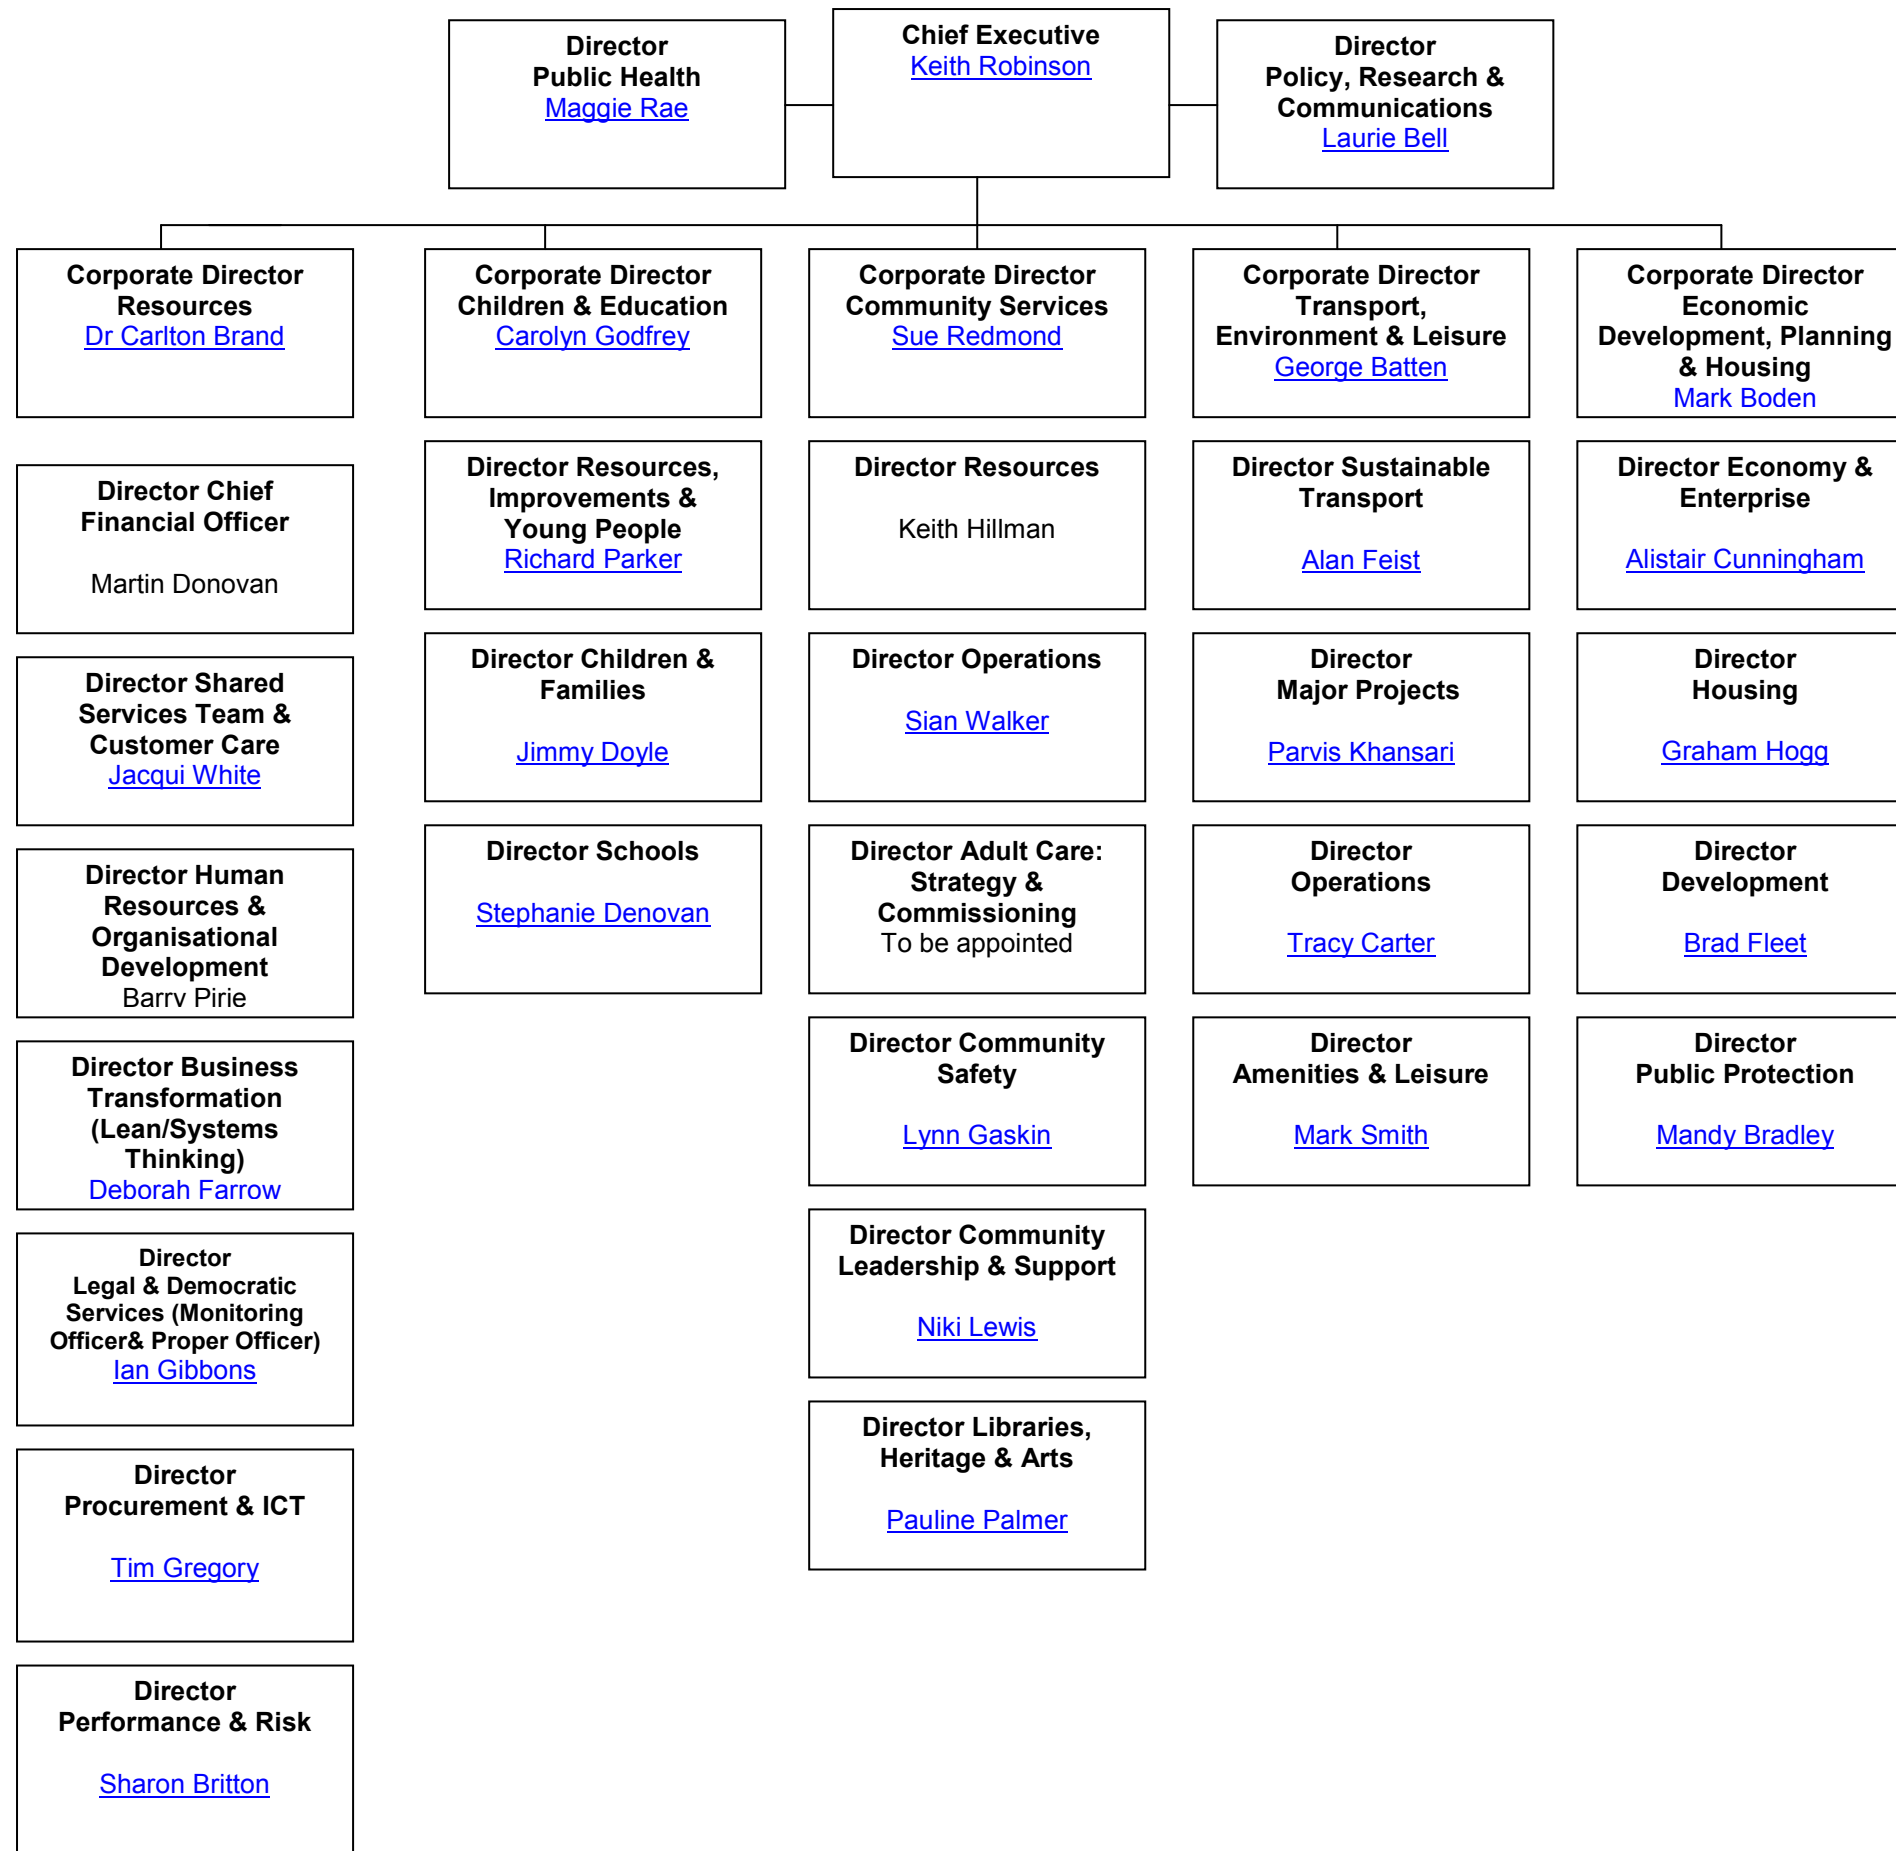 Director
Public Health
Maggie Rae
Chief Executive
Keith Robinson
Director
Policy, Research &
Communications
Laurie Bell
Corporate Director
Resources
Dr Carlton Brand
Corporate Director
Children & Education
Carolyn Godfrey
Corporate Director
Community Services
Sue Redmond
Corporate Director
Transport,
Environment & Leisure
George Batten
Corporate Director
Economic
Development, Planning
& Housing
Mark Boden
Director Chief
Financial Officer
Martin Donovan
Director Shared
Services Team &
Customer Care
Jacqui White
Director Human
Resources &
Organisational
Development
Barry Pirie
Director Business
Transformation
(Lean/Systems
Thinking)
Deborah Farrow
Director
Legal & Democratic
Services (Monitoring
Officer& Proper Officer)
Ian Gibbons
Director
Procurement & ICT
Tim Gregory
Director
Performance & Risk
Sharon Britton
Director Resources,
Improvements &
Young People
Richard Parker
Director Children &
Families
Jimmy Doyle
Director Schools
Stephanie Denovan
Director Resources
Keith Hillman
Director Operations
Sian Walker
Director Adult Care:
Strategy &
Commissioning
To be appointed
Director Community
Safety
Lynn Gaskin
Director Community
Leadership & Support
Niki Lewis
Director Libraries,
Heritage & Arts
Pauline Palmer
Director Sustainable
Transport
Alan Feist
Director
Major Projects
Parvis Khansari
Director
Operations
Tracy Carter
Director
Amenities & Leisure
Mark Smith
Director Economy &
Enterprise
Alistair Cunningham
Director
Housing
Graham Hogg
Director
Development
Brad Fleet
Director
Public Protection
Mandy Bradley